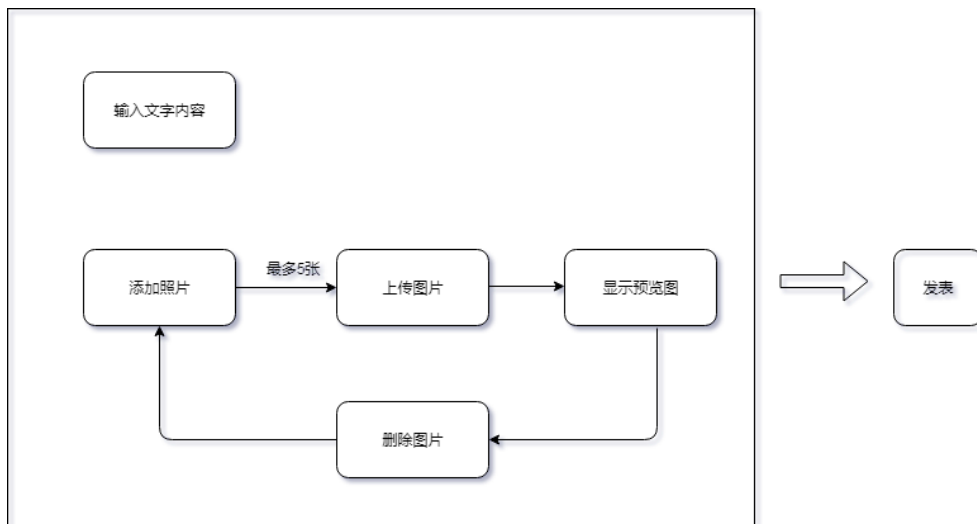 输入文字内容
添加照片
最多5张
上传图片
显示预览图
发表
删除图片